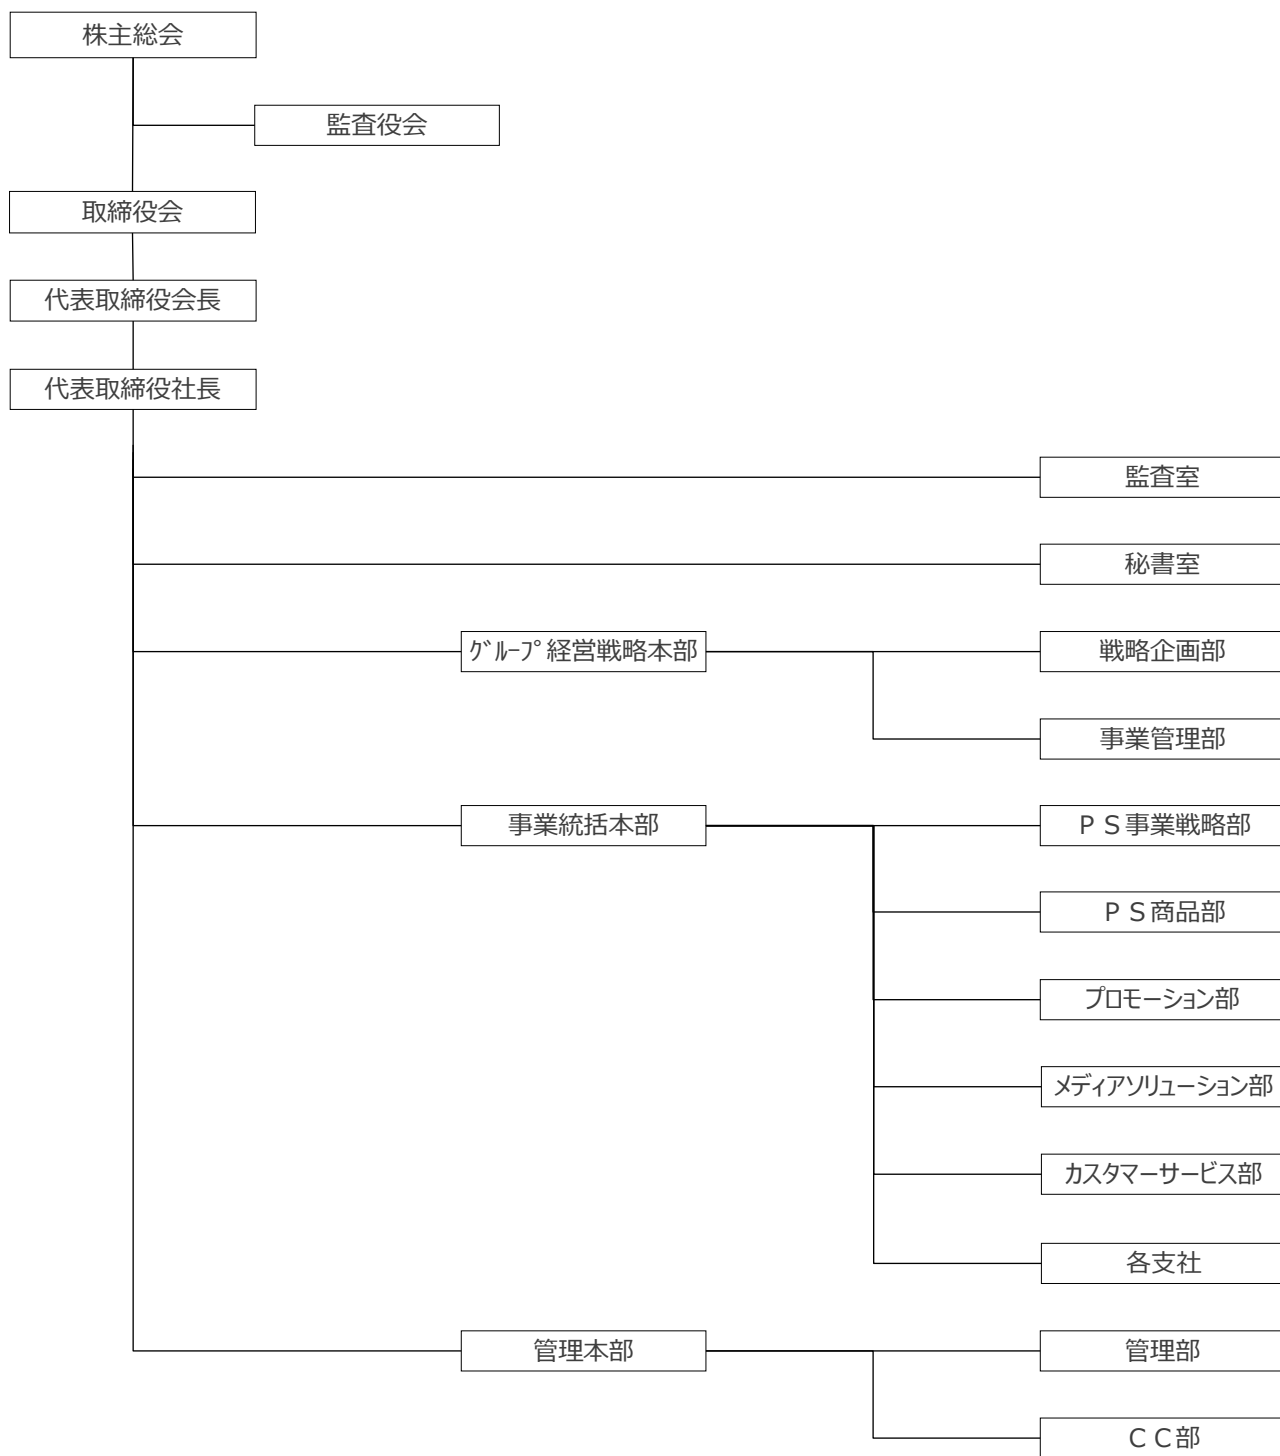 株主総会
監査役会
取締役会
代表取締役会長
代表取締役社長
監査室
秘書室
ｸﾞﾙｰﾌﾟ経営戦略本部
戦略企画部
事業管理部
事業統括本部
ＰＳ事業戦略部
ＰＳ商品部
プロモーション部
メディアソリューション部
カスタマーサービス部
各支社
管理本部
管理部
ＣＣ部